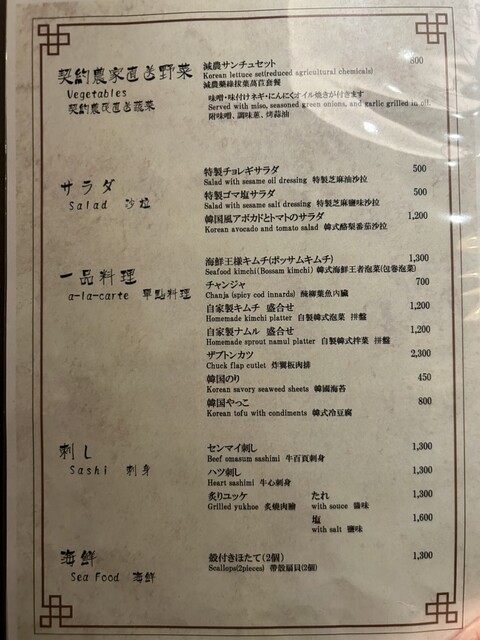 契約農家直送野菜
Vegetables
契約農民直送蔬菜
減農サンチュセット 800
Korean lettuce set(reduced agricultural chemicals)
減農藥綠拔葉萵苣套餐
味噌・味付けネギ・にんにくオイル焼きが付きます
Served with miso, seasoned green onions, and garlic grilled in oil.
附味噌、調味蔥、烤蒜油
サラダ
Salad 沙拉
特製チョレギサラダ 500
Salad with sesame oil dressing 特製芝麻油沙拉
特製ゴマ塩サラダ 500
Salad with sesame salt dressing 特製芝麻鹽味沙拉
韓国風アボカドとトマトのサラダ 1,200
Korean avocado and tomato salad 韓式酪梨番茄沙拉
一品料理
a-la-carte 單點料理
海鮮王様キムチ(ポッサムキムチ) 1,300
Seafood kimchi(Bossam kimchi) 韓式海鮮王者泡菜(包卷泡菜)
チャンジャ 700
Chanja (spicy cod innards) 醃鱈魚內臟
自家製キムチ 盛合せ 1,200
Homemade kimchi platter 自製韓式泡菜 拼盤
自家製ナムル 盛合せ 1,200
Homemade sprout namul platter 自製韓式拌菜 拼盤
ザブトンカツ 2,300
Chuck flap cutlet 炸翼板肉排
韓国のり 450
Korean savory seaweed sheets 韓國海苔
韓国やっこ 800
Korean tofu with condiments 韓式冷豆腐
刺し
Sashi 刺身
センマイ刺し 1,300
Beef omasum sashimi 牛百頁刺身
ハツ刺し 1,300
Heart sashimi 牛心刺身
炙りユッケ たれ 1,300
Grilled yukhoe 炙燒肉膾 with souce 醬味
塩 1,600
with salt 鹽味
海鮮
Sea Food 海鮮
殻付きほたて(2個) 1,300
Scallops(2pieces) 帶殼扇貝(2個)